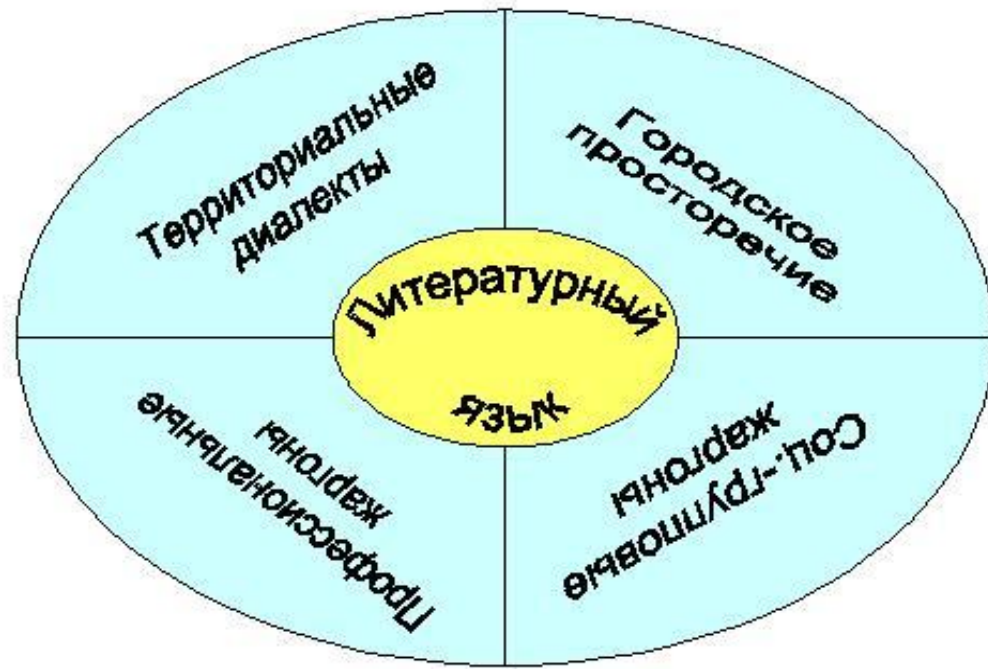 Территориальные
диалекты
Городское
просторечие
Литературный
язык
Профессиональные
жаргоны
Соц.-групповые
жаргоны